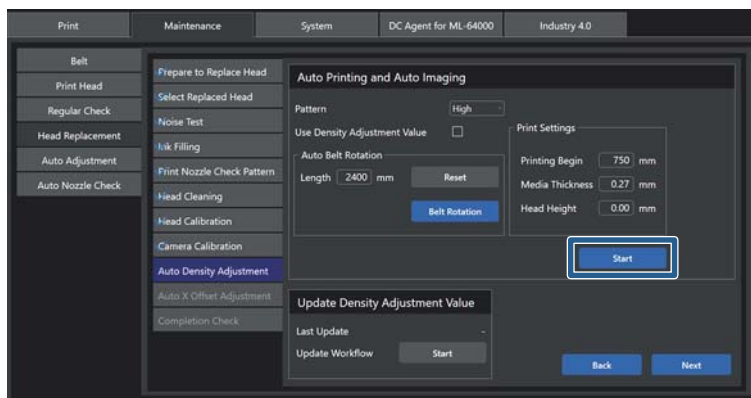 Print Maintenance System DC Agent for ML-64000 Industry 4.0
Belt
Print Head
Regular Check
Head Replacement
Auto Adjustment
Auto Nozzle Check
Prepare to Replace Head
Select Replaced Head
Noise Test
Ink Filling
Print Nozzle Check Pattern
Head Cleaning
Head Calibration
Camera Calibration
Auto Density Adjustment
Auto X Offset Adjustment
Completion Check
Auto Printing and Auto Imaging
Pattern High
Use Density Adjustment Value
Auto Belt Rotation
Length 2400 mm Reset
Belt Rotation
Print Settings
Printing Begin 750 mm
Media Thickness 0.27 mm
Head Height 0.00 mm
Start
Update Density Adjustment Value
Last Update -
Update Workflow Start
Back Next